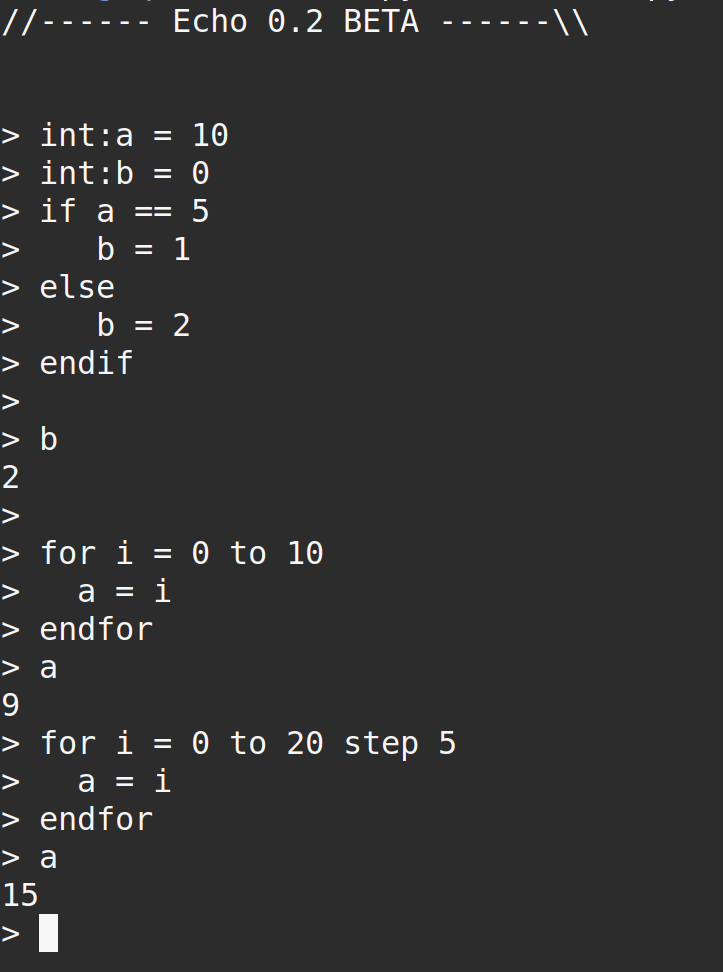 //------ Echo 0.2 BETA ------\\
> int:a = 10
> int:b = 0
> if a == 5
>    b = 1
> else
>    b = 2
> endif
>
> b
2
>
> for i = 0 to 10
>   a = i
> endfor
> a
9
> for i = 0 to 20 step 5
>   a = i
> endfor
> a
15
>